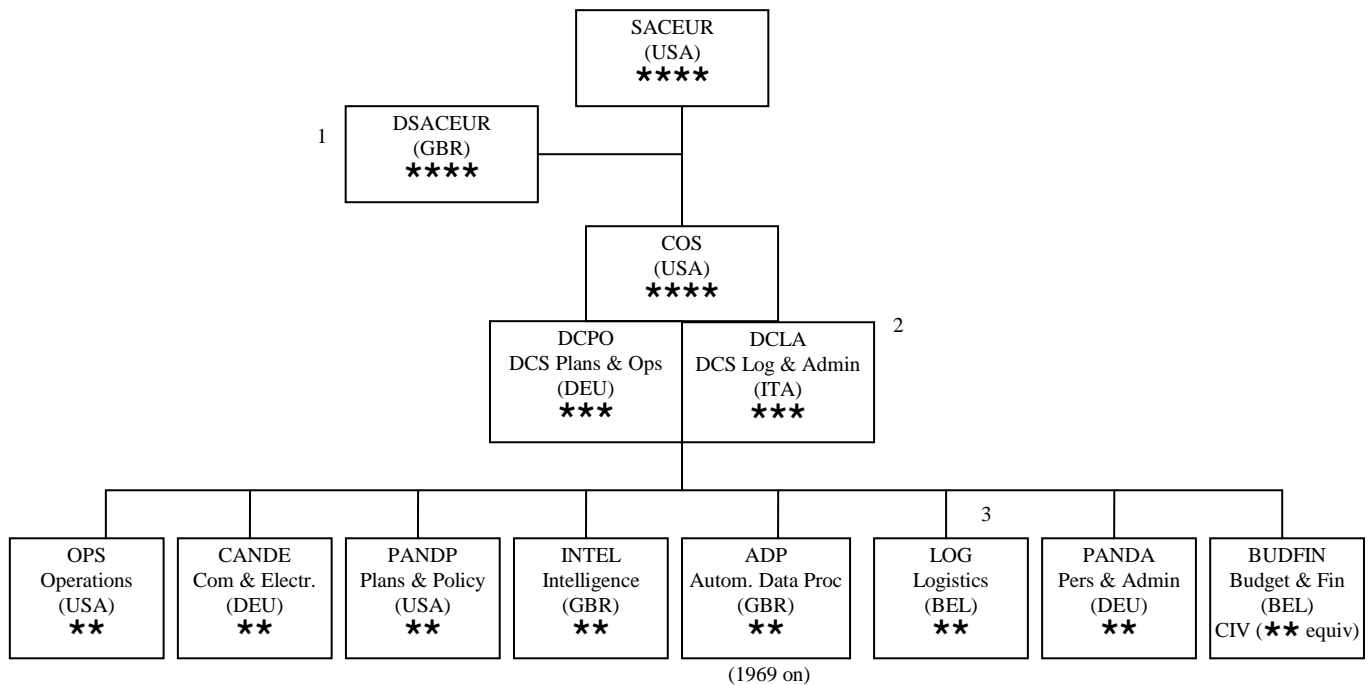 SACEUR
(USA)
★★★★
1
DSACEUR
(GBR)
★★★★
COS
(USA)
★★★★
2
DCPO
DCS Plans & Ops
(DEU)
★★★
DCLA
DCS Log & Admin
(ITA)
★★★
3
OPS
Operations
(USA)
★★
CANDE
Com & Electr.
(DEU)
★★
PANDP
Plans & Policy
(USA)
★★
INTEL
Intelligence
(GBR)
★★
ADP
Autom. Data Proc
(GBR)
★★
(1969 on)
LOG
Logistics
(BEL)
★★
PANDA
Pers & Admin
(DEU)
★★
BUDFIN
Budget & Fin
(BEL)
CIV (★★ equiv)